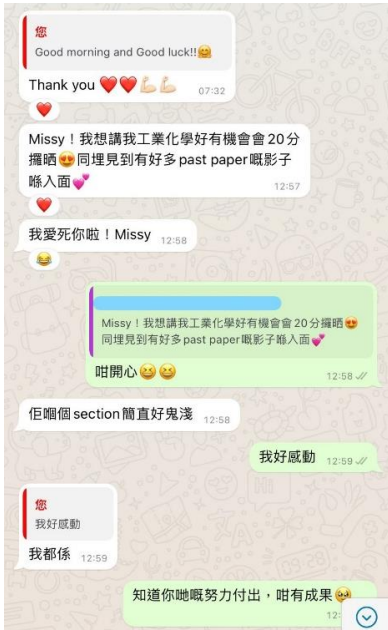 您
Good morning and Good luck!!🤗
Thank you ❤️❤️💪🏻💪🏻
07:32
❤️
Missy！我想講我工業化學好有機會會20分
攞晒😍同埋見到有好多past paper嘅影子
喺入面💕
12:57
❤️
我愛死你啦！Missy 12:58
😂
Missy！我想講我工業化學好有機會會20分攞晒😍
同埋見到有好多past paper嘅影子喺入面💕
咁開心😆😆
12:58
佢嗰個section簡直好鬼淺 12:58
我好感動 12:59
您
我好感動
我都係 12:59
知道你哋嘅努力付出，咁有成果🥹
12: